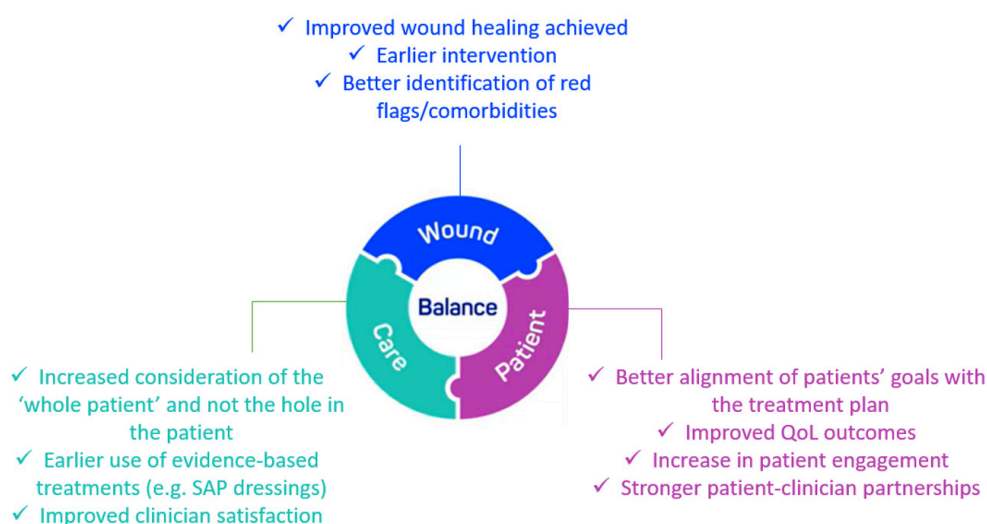 ✓ Improved wound healing achieved
✓ Earlier intervention
✓ Better identification of red
flags/comorbidities
Wound
Balance
Care
Patient
✓ Increased consideration of the
‘whole patient’ and not the hole in
the patient
✓ Earlier use of evidence-based
treatments (e.g. SAP dressings)
✓ Improved clinician satisfaction
✓ Better alignment of patients’ goals with
the treatment plan
✓ Improved QoL outcomes
✓ Increase in patient engagement
✓ Stronger patient-clinician partnerships